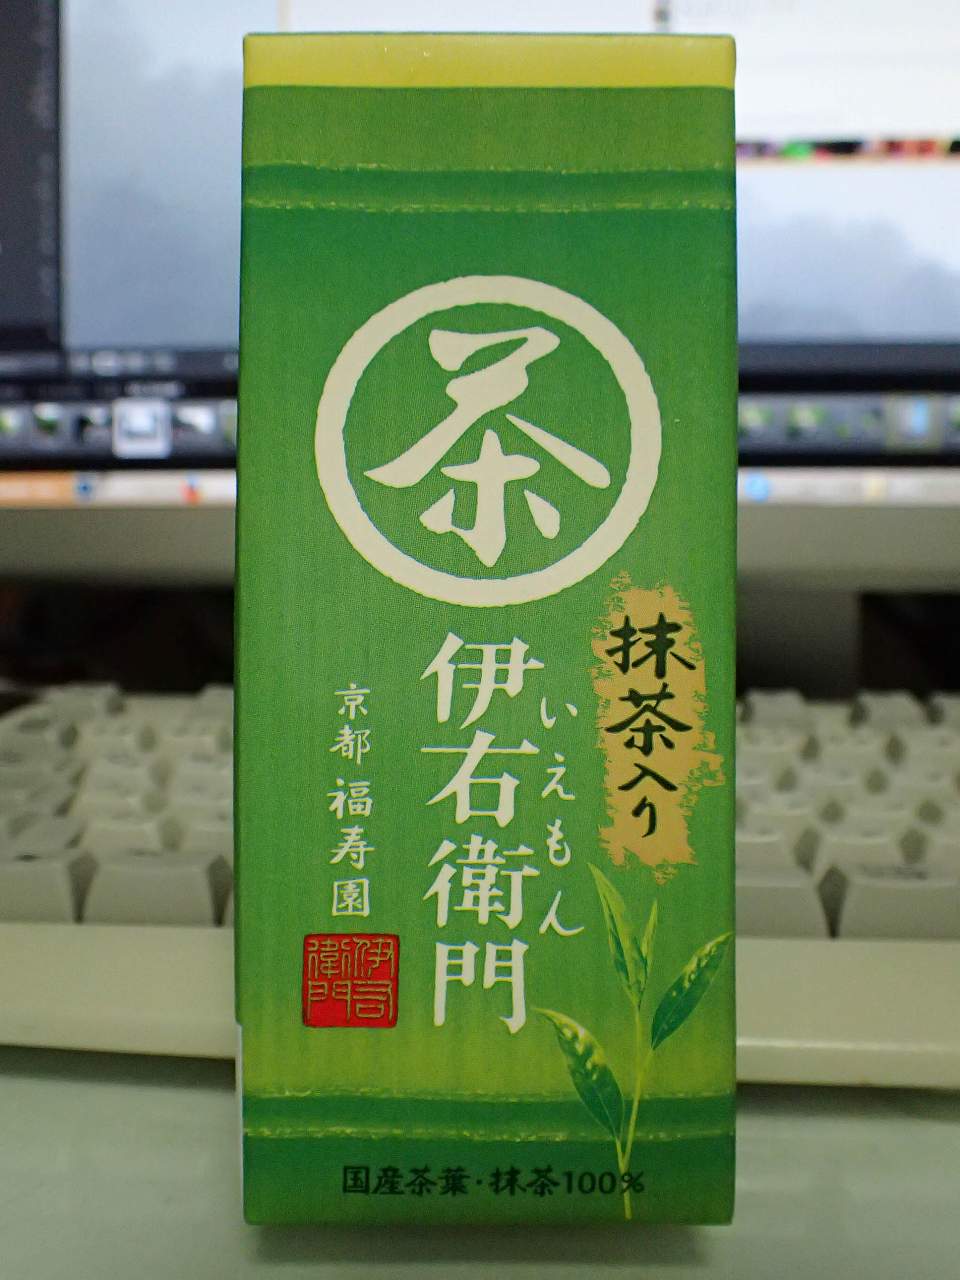 茶
抹茶入り
いえもん
伊右衛門
京都福寿園
伊右衛門
国産茶葉・抹茶100%